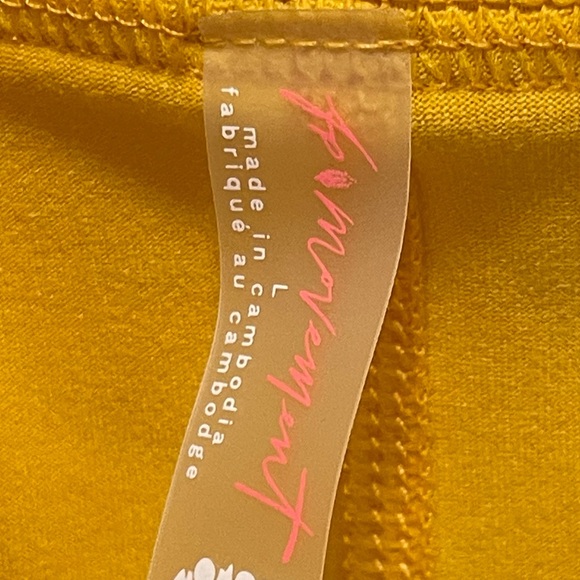 fp movement
L
made in cambodia
fabriqué au cambodge